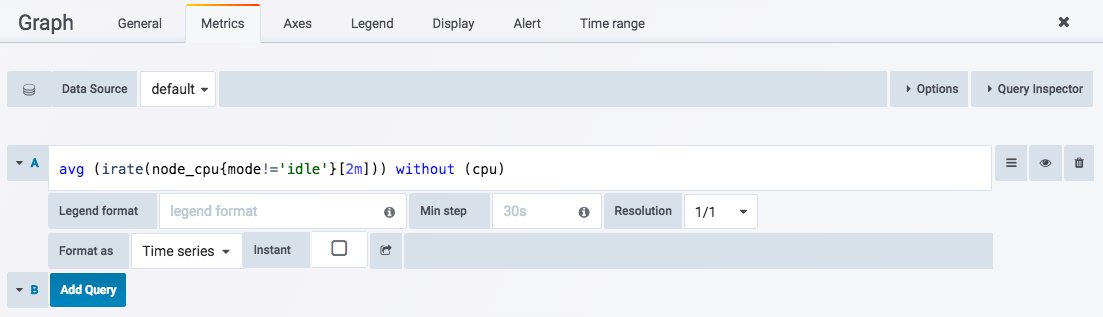 Graph General Metrics Axes Legend Display Alert Time range
Data Source default Options Query Inspector
A avg (irate(node_cpu{mode!='idle'}[2m])) without (cpu)
Legend format legend format Min step 30s Resolution 1/1
Format as Time series Instant
B Add Query